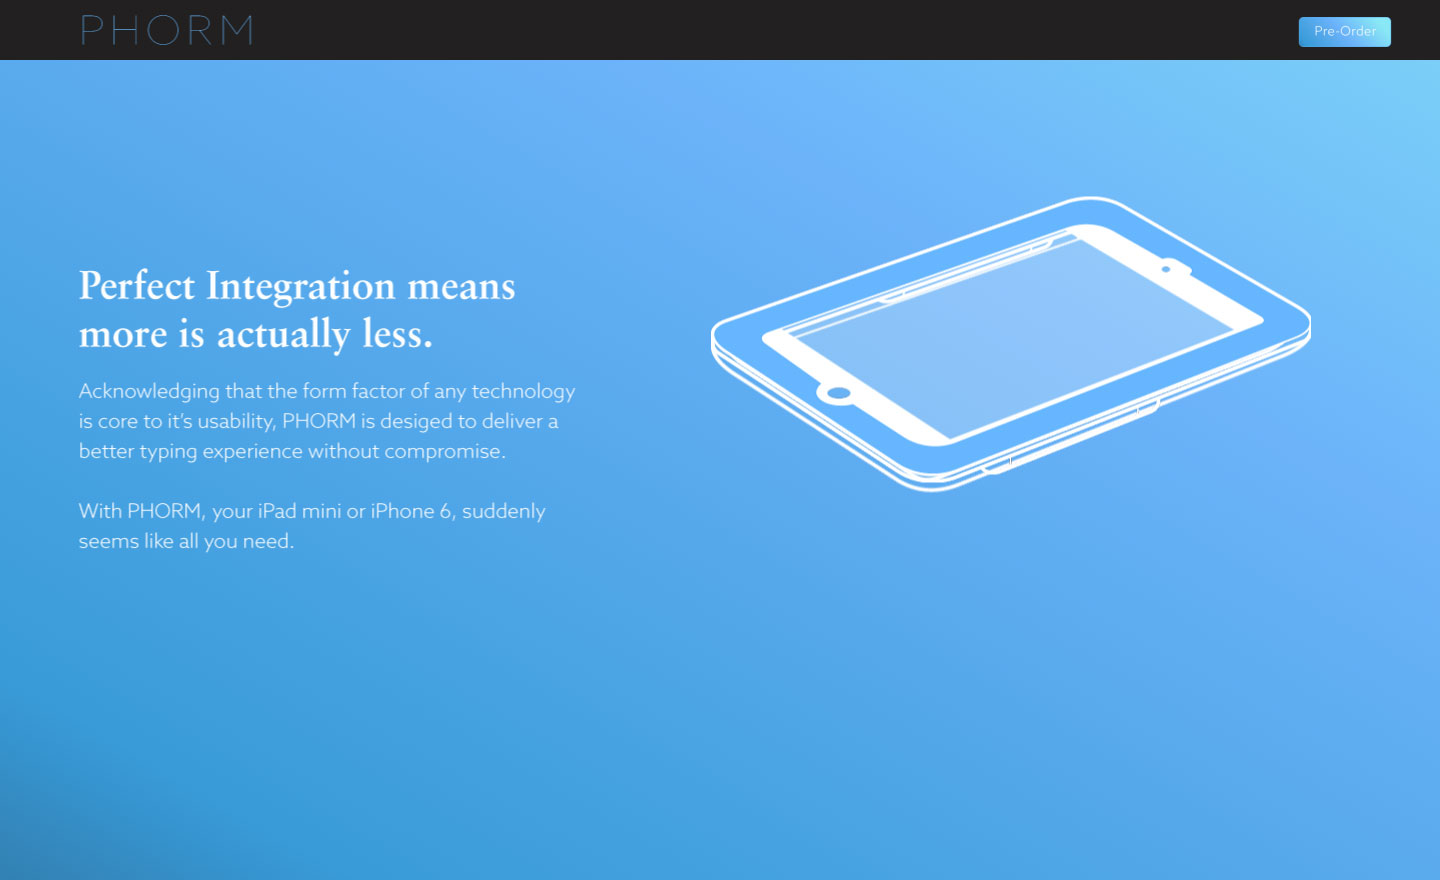 PHORM
Pre-Order
Perfect Integration means
more is actually less.
Acknowledging that the form factor of any technology
is core to it’s usability, PHORM is desiged to deliver a
better typing experience without compromise.
With PHORM, your iPad mini or iPhone 6, suddenly
seems like all you need.